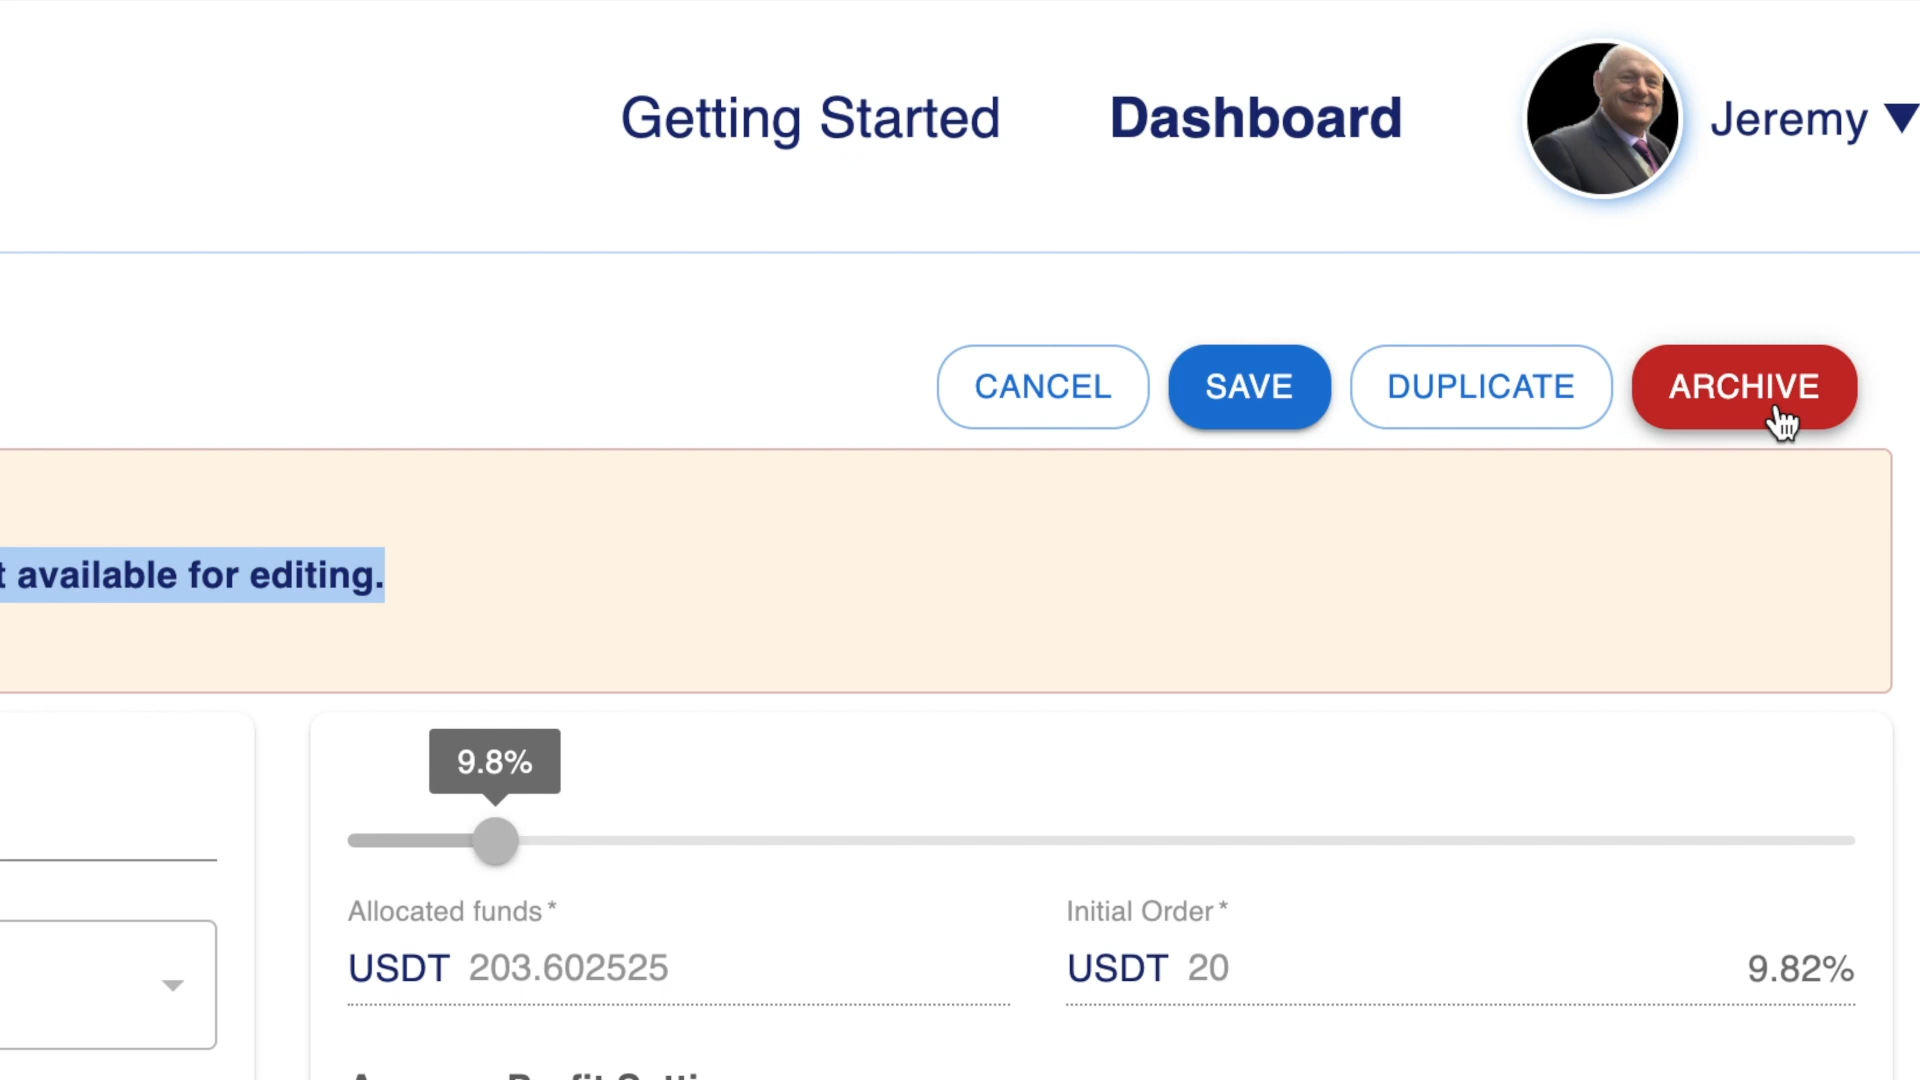 Getting Started Dashboard Jeremy
CANCEL SAVE DUPLICATE ARCHIVE
available for editing.
9.8%
Allocated funds* Initial Order*
USDT 203.602525 USDT 20 9.82%